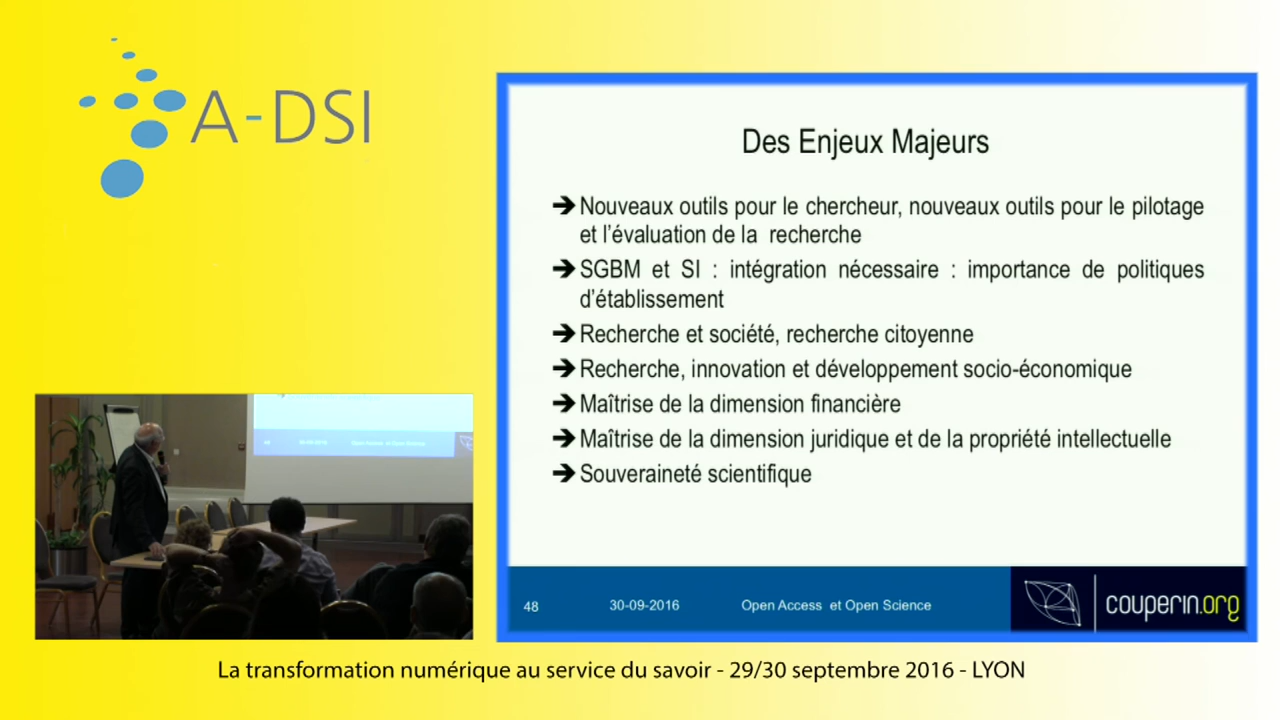 A-DSI
Des Enjeux Majeurs
➔ Nouveaux outils pour le chercheur, nouveaux outils pour le pilotage
et l’évaluation de la recherche
➔ SGBM et SI : intégration nécessaire : importance de politiques
d’établissement
➔ Recherche et société, recherche citoyenne
➔ Recherche, innovation et développement socio-économique
➔ Maîtrise de la dimension financière
➔ Maîtrise de la dimension juridique et de la propriété intellectuelle
➔ Souveraineté scientifique
48 30-09-2016 Open Access et Open Science
couperin.org
La transformation numérique au service du savoir - 29/30 septembre 2016 - LYON